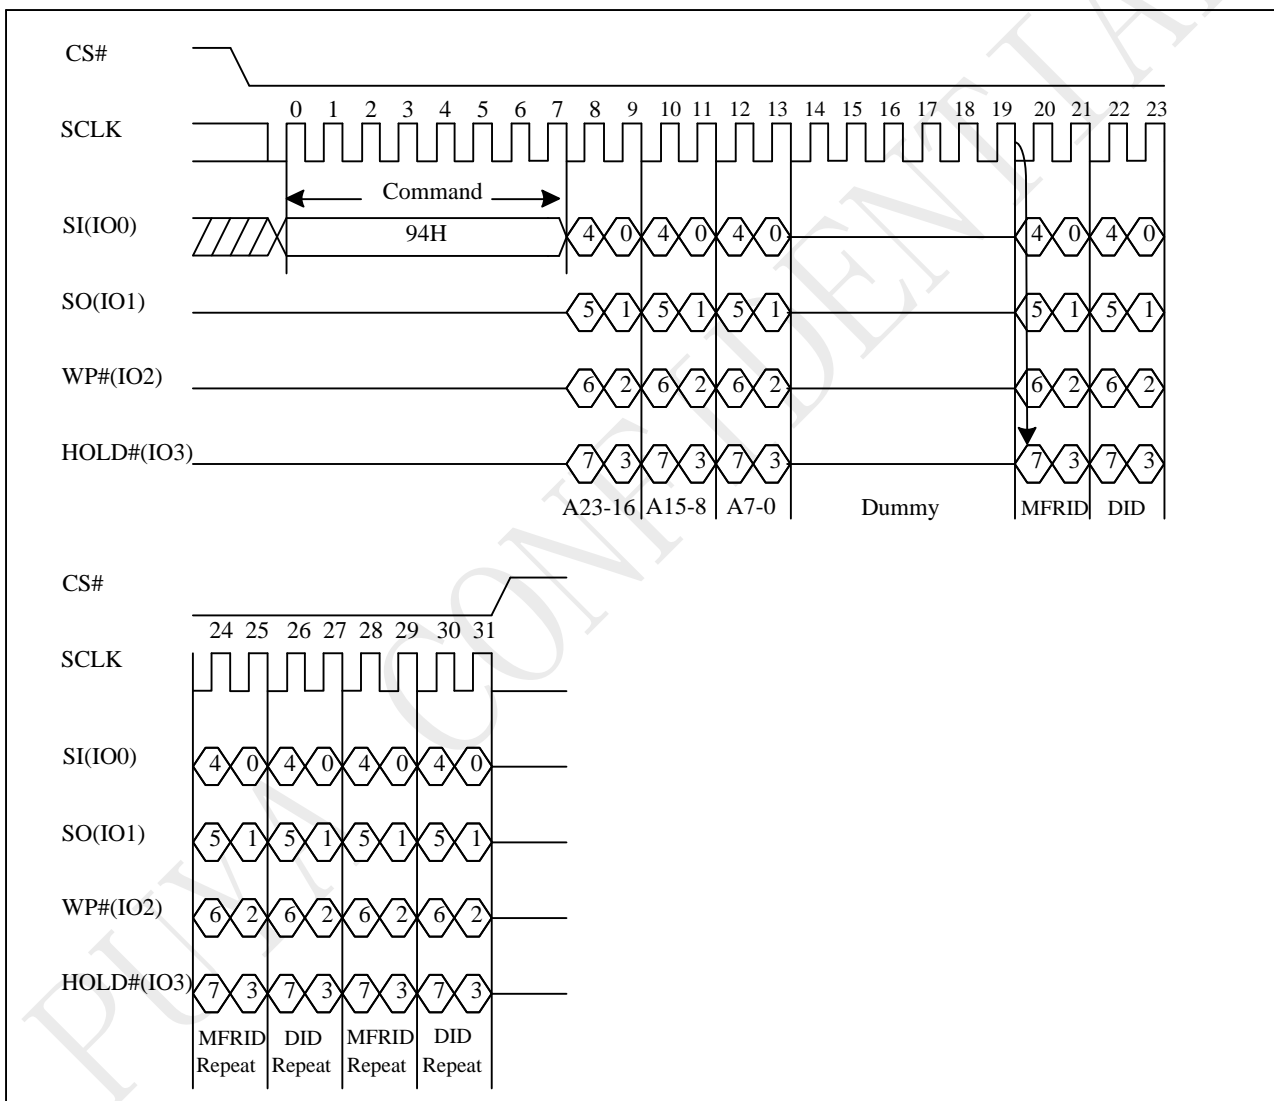 CS#
0 1 2 3 4 5 6 7 8 9 10 11 12 13 14 15 16 17 18 19 20 21 22 23
SCLK
Command
SI(IO0) 94H 4 0 4 0 4 0 4 0 4 0
SO(IO1) 5 1 5 1 5 1 5 1 5 1
WP#(IO2) 6 2 6 2 6 2 6 2 6 2
HOLD#(IO3) 7 3 7 3 7 3 7 3 7 3
A23-16 A15-8 A7-0 Dummy MFRID DID
CS#
24 25 26 27 28 29 30 31
SCLK
SI(IO0) 4 0 4 0 4 0 4 0
SO(IO1) 5 1 5 1 5 1 5 1
WP#(IO2) 6 2 6 2 6 2 6 2
HOLD#(IO3) 7 3 7 3 7 3 7 3
MFRID DID MFRID DID
Repeat Repeat Repeat Repeat
PUYA CONFIDENTIAL